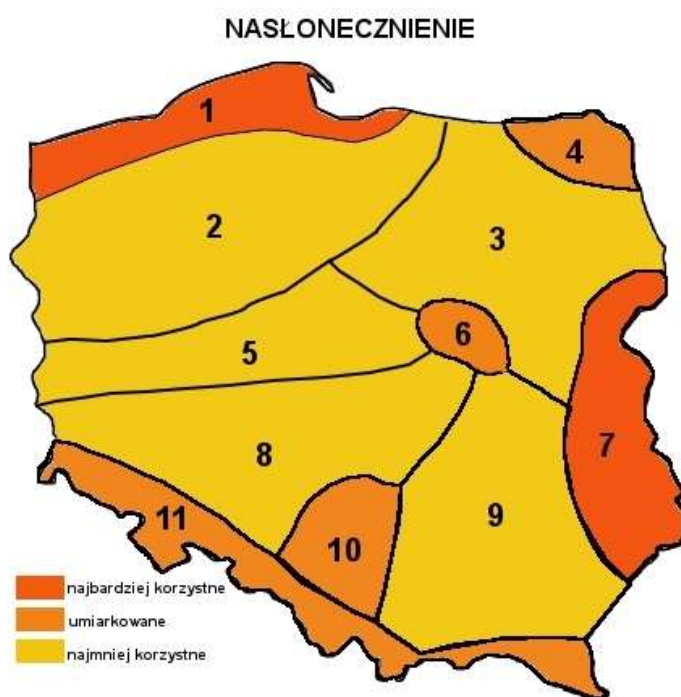 NASŁONECZNIENIE
1
4
2
3
6
5
7
8
9
11
10
najbardziej korzystne
umiarkowane
najmniej korzystne